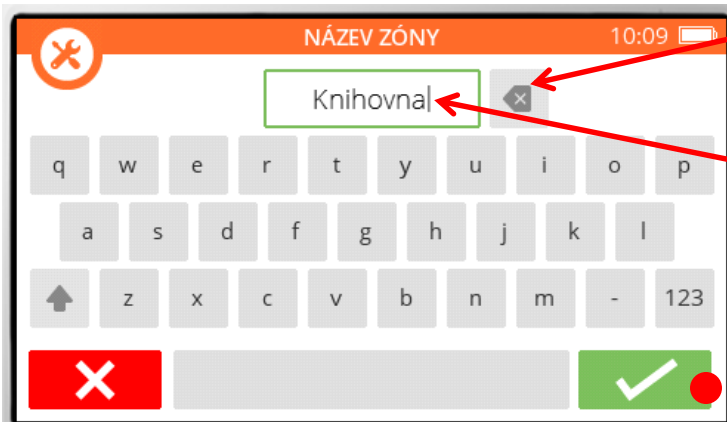 NÁZEV ZÓNY 10:09
Knihovna
q w e r t y u i o p
a s d f g h j k l
z x c v b n m - 123